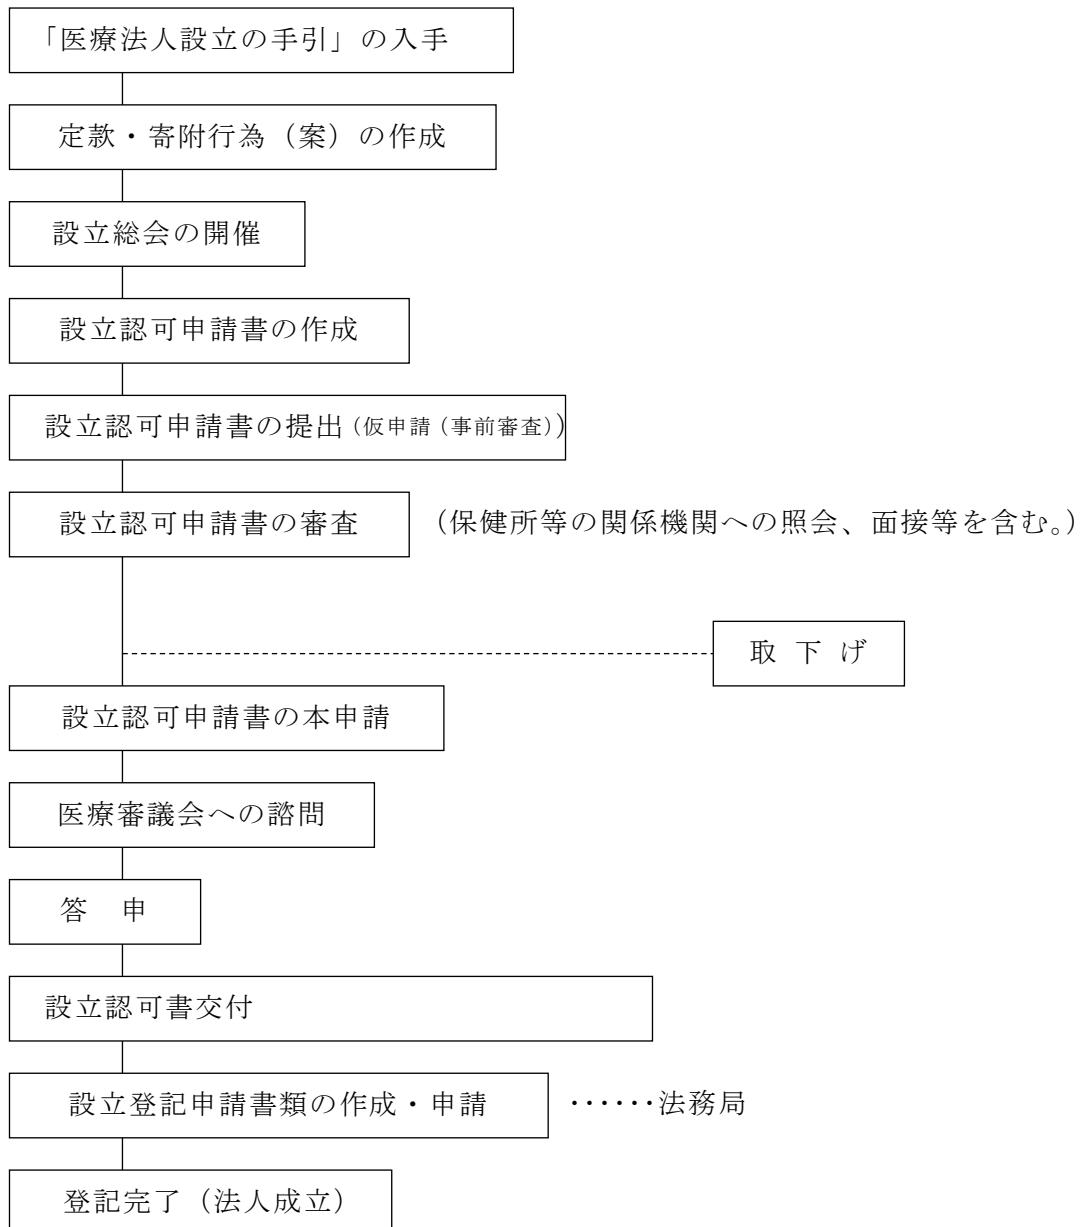 「医療法人設立の手引」の入手
定款・寄附行為（案）の作成
設立総会の開催
設立認可申請書の作成
設立認可申請書の提出（仮申請（事前審査））
設立認可申請書の審査　（保健所等の関係機関への照会、面接等を含む。）
取 下 げ
設立認可申請書の本申請
医療審議会への諮問
答　申
設立認可書交付
設立登記申請書類の作成・申請　・・・・・・法務局
登記完了（法人成立）